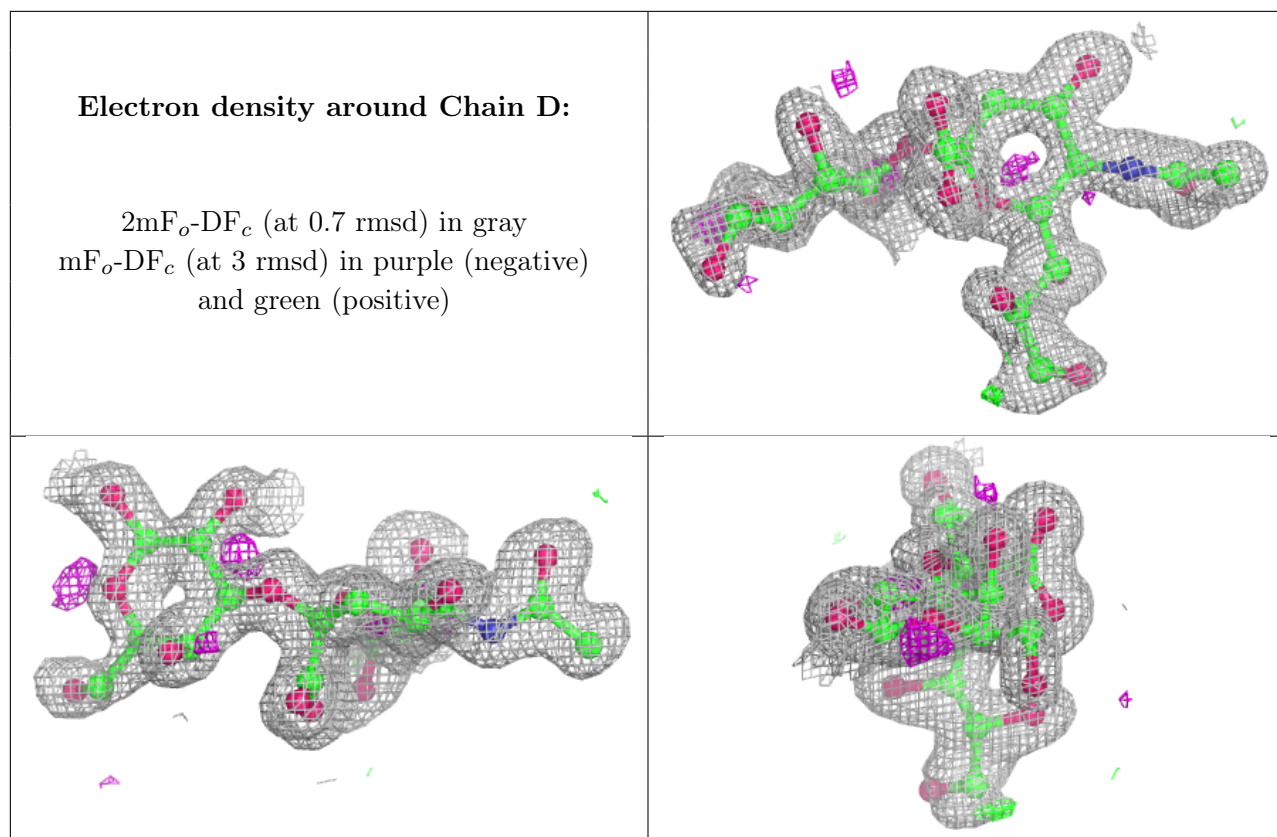 Electron density around Chain D:
2mFₒ-DF𝒸 (at 0.7 rmsd) in gray
mFₒ-DF𝒸 (at 3 rmsd) in purple (negative)
and green (positive)